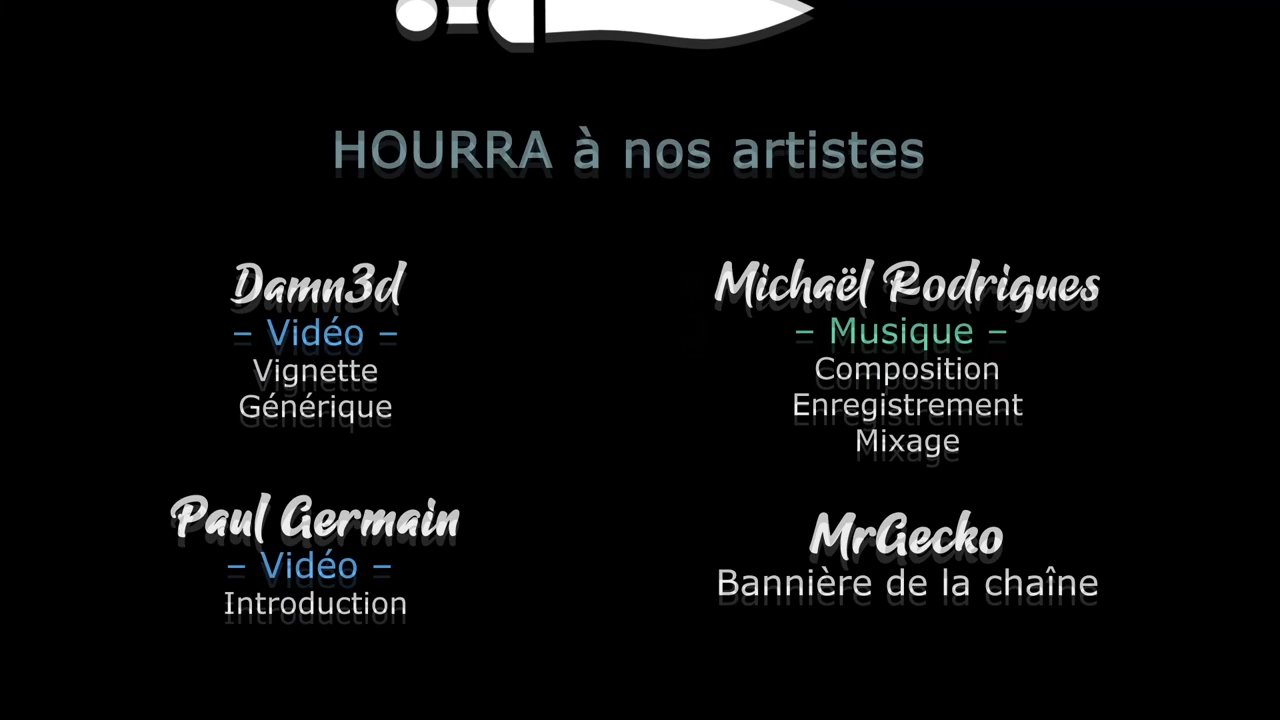 HOURRA à nos artistes
Damn3d
– Vidéo –
Vignette
Générique
Michaël Rodrigues
– Musique –
Composition
Enregistrement
Mixage
Paul Germain
– Vidéo –
Introduction
MrGecko
Bannière de la chaîne